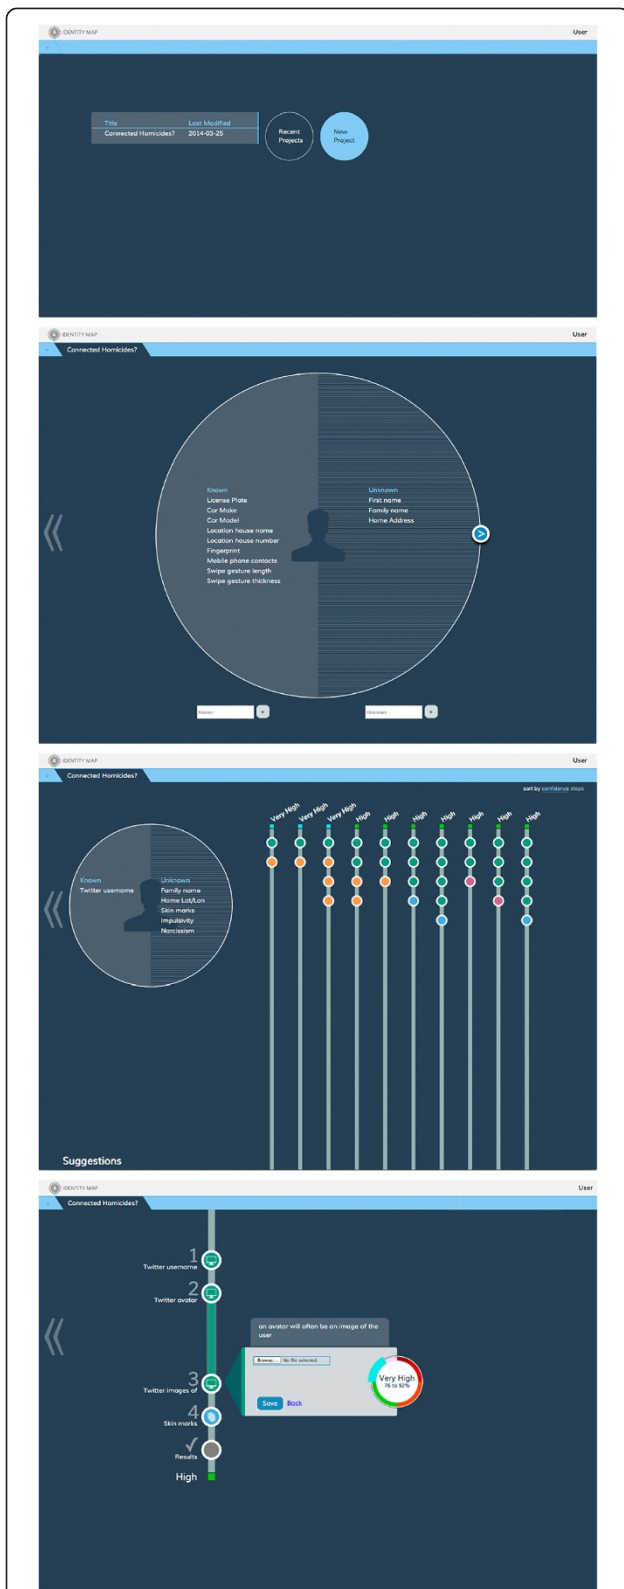 IDENTITY MAP
User
Title Last Modified
Connected Homicides? 2014-03-25
Recent
Projects
New
Project
IDENTITY MAP
User
Connected Homicides?
Known
License Plate
Car Make
Car Model
Location house name
Location house number
Fingerprint
Mobile phone contacts
Swipe gesture length
Swipe gesture thickness
Unknown
First name
Family name
Home Address
>
Known
+
Unknown
+
IDENTITY MAP
User
Connected Homicides?
sort by confidence steps
Very High
Very High
Very High
High
High
High
High
High
High
High
Known
Twitter username
Unknown
Family name
Home Lat/Lon
Skin marks
Impulsivity
Narcissism
Suggestions
IDENTITY MAP
User
Connected Homicides?
1
Twitter username
2
Twitter avatar
an avatar will often be an image of the
user
Browse... No file selected.
Very High
76 to 92%
Save Back
3
Twitter images of
4
Skin marks
✓
Results
High